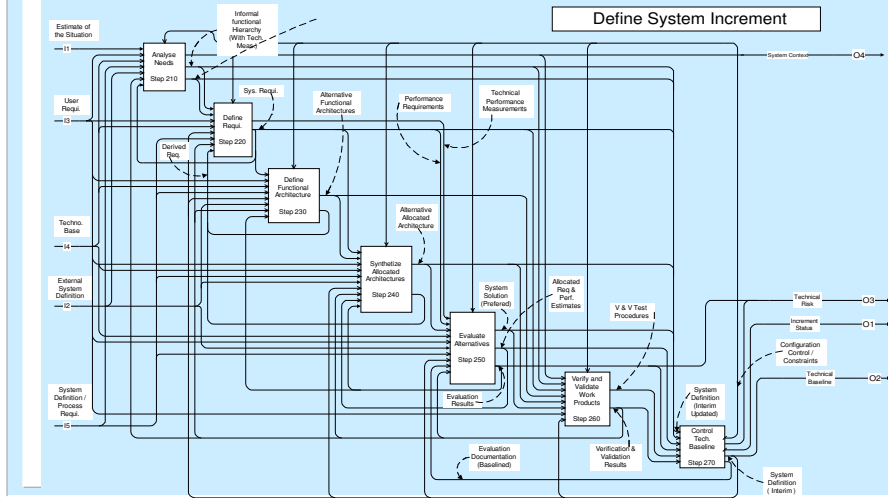 Define System Increment
Estimate of
the Situation
I1
Informal
functional
Hierarchy
(With Tech.
Meas.)
Analyse
Needs
Step 210
System Context
O4
User
Requi.
I3
Sys. Requi.
Alternative
Functional
Architectures
Performance
Requirements
Technical
Performance
Measurements
Define
Requi.
Step 220
Derived
Req.
Define
Functional
Architecture
Step 230
Techno.
Base
I4
Alternative
Allocated
Architecture
Synthetize
Allocated
Architectures
Step 240
External
System
Definition
I2
System
Solution
(Prefered)
Allocated
Req &
Perf.
Estimates
V & V Test
Procedures
Technical
Risk
O3
Increment
Status
O1
Evaluate
Alternatives
Step 250
Configuration
Control /
Constraints
Technical
Baseline
O2
System
Definition /
Process
Requi.
I5
Evaluation
Results
Verify and
Validate
Work
Products
Step 260
System
Definition
(Interim
Updated)
Control
Tech.
Baseline
Step 270
Evaluation
Documentation
(Baselined)
Verification &
Validation
Results
System
Definition
( Interim )